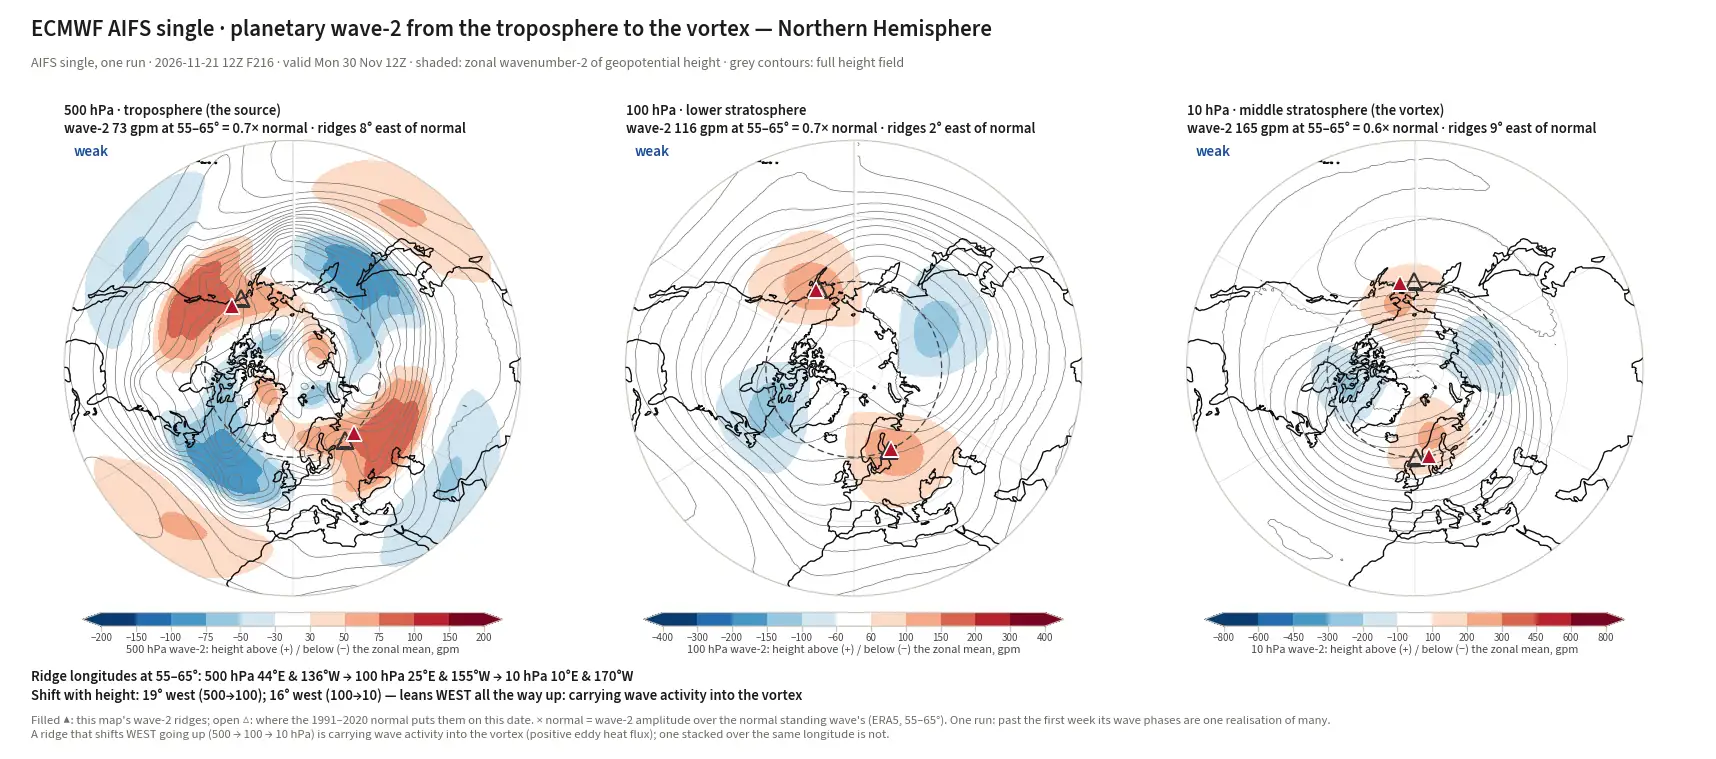 ECMWF AIFS single · planetary wave-2 from the troposphere to the vortex — Northern Hemisphere
AIFS single, one run · 2026-11-21 12Z F216 · valid Mon 30 Nov 12Z · shaded: zonal wavenumber-2 of geopotential height · grey contours: full height field
500 hPa · troposphere (the source)
wave-2 73 gpm at 55–65° = 0.7× normal · ridges 8° east of normal
weak
100 hPa · lower stratosphere
wave-2 116 gpm at 55–65° = 0.7× normal · ridges 2° east of normal
weak
10 hPa · middle stratosphere (the vortex)
wave-2 165 gpm at 55–65° = 0.6× normal · ridges 9° east of normal
weak
−200 −150 −100 −75 −50 −30 30 50 75 100 150 200
500 hPa wave-2: height above (+) / below (−) the zonal mean, gpm
−400 −300 −200 −150 −100 −60 60 100 150 200 300 400
100 hPa wave-2: height above (+) / below (−) the zonal mean, gpm
−800 −600 −450 −300 −200 −100 100 200 300 450 600 800
10 hPa wave-2: height above (+) / below (−) the zonal mean, gpm
Ridge longitudes at 55–65°: 500 hPa 44°E & 136°W → 100 hPa 25°E & 155°W → 10 hPa 10°E & 170°W
Shift with height: 19° west (500→100); 16° west (100→10) — leans WEST all the way up: carrying wave activity into the vortex
Filled ▲: this map's wave-2 ridges; open △: where the 1991–2020 normal puts them on this date. × normal = wave-2 amplitude over the normal standing wave's (ERA5, 55–65°). One run: past the first week its wave phases are one realisation of many.
A ridge that shifts WEST going up (500 → 100 → 10 hPa) is carrying wave activity into the vortex (positive eddy heat flux); one stacked over the same longitude is not.